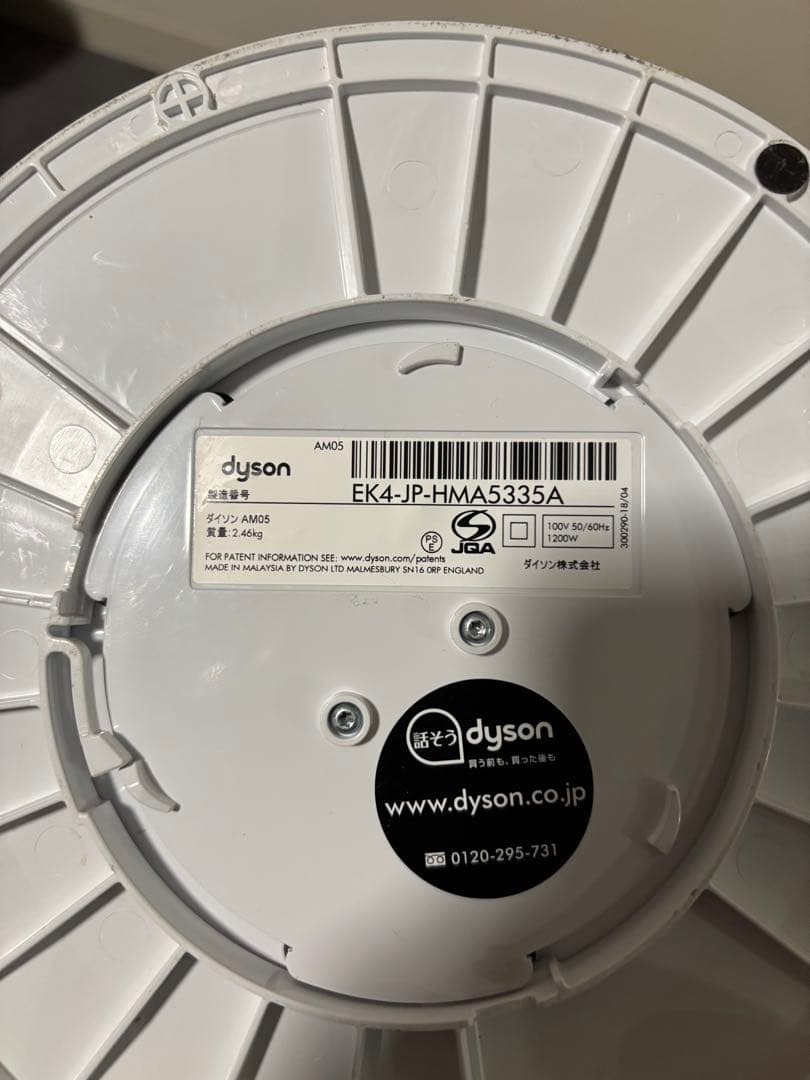 AM05
dyson
製造番号
EK4-JP-HMA5335A
ダイソン AM05
質量:2.46kg
PS
E
JQA
100V 50/60Hz
1200W
300290-18/04
FOR PATENT INFORMATION SEE: www.dyson.com/patents
MADE IN MALAYSIA BY DYSON LTD MALMESBURY SN16 0RP ENGLAND
ダイソン株式会社
話そう dyson
買う前も、買った後も
www.dyson.co.jp
0120-295-731